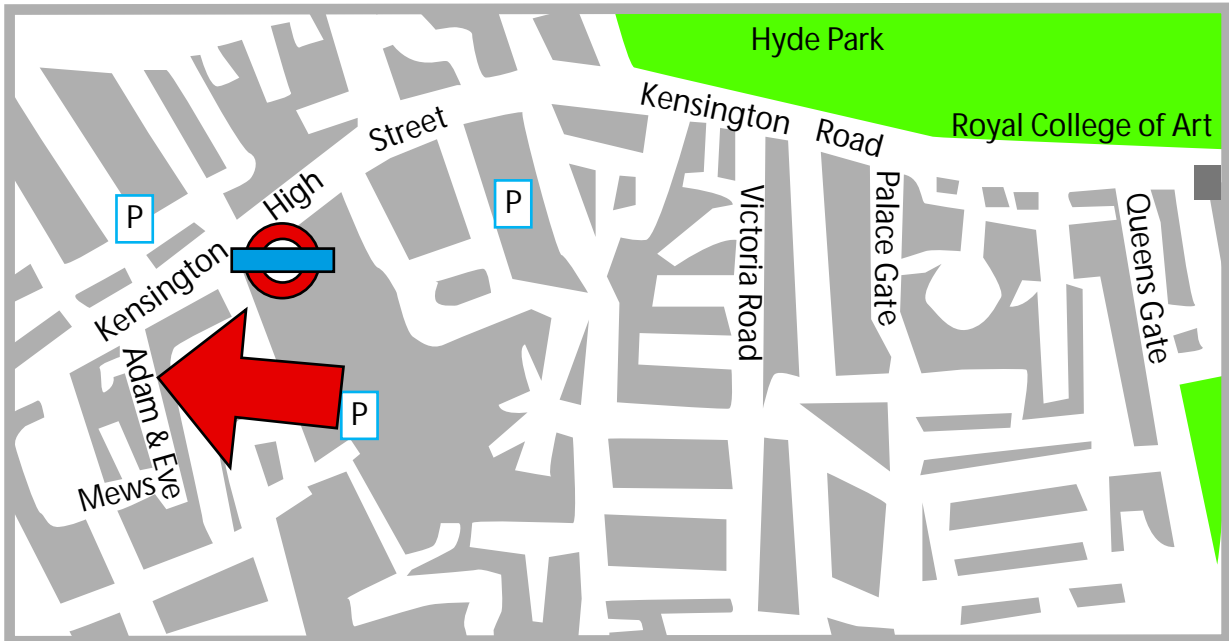 Hyde Park
Kensington Road
Royal College of Art
Kensington High Street
P
P
Victoria Road
Palace Gate
Queens Gate
Adam & Eve
Mews
P